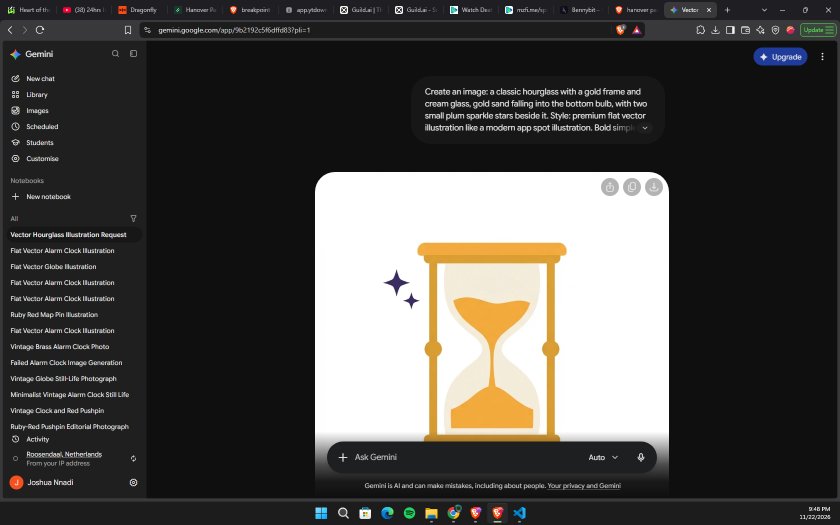 Heart of the
(53) 24hrs
Dragonfly
Hanover Pa
breakpoint
app.ytdown
Guild.ai | T
Guild.ai -
Watch Deat
mzfi.me/sp
Bennybit -
hanover pa
Vector
gemini.google.com/app/9b2192c5f6dffd83?pli=1
Update
Gemini
Upgrade
New chat
Library
Images
Scheduled
Students
Customise
Notebooks
New notebook
All
Vector Hourglass Illustration Request
Flat Vector Alarm Clock Illustration
Flat Vector Globe Illustration
Flat Vector Alarm Clock Illustration
Flat Vector Alarm Clock Illustration
Ruby Red Map Pin Illustration
Flat Vector Alarm Clock Illustration
Vintage Brass Alarm Clock Photo
Failed Alarm Clock Image Generation
Vintage Globe Still-Life Photograph
Minimalist Vintage Alarm Clock Still Life
Vintage Clock and Red Pushpin
Ruby-Red Pushpin Editorial Photograph
Activity
Roosendaal, Netherlands
From your IP address
Joshua Nnadi
Create an image: a classic hourglass with a gold frame and
cream glass, gold sand falling into the bottom bulb, with two
small plum sparkle stars beside it. Style: premium flat vector
illustration like a modern app spot illustration. Bold simple
Ask Gemini
Auto
Gemini is AI and can make mistakes, including about people. Your privacy and Gemini
9:48 PM
11/22/2026